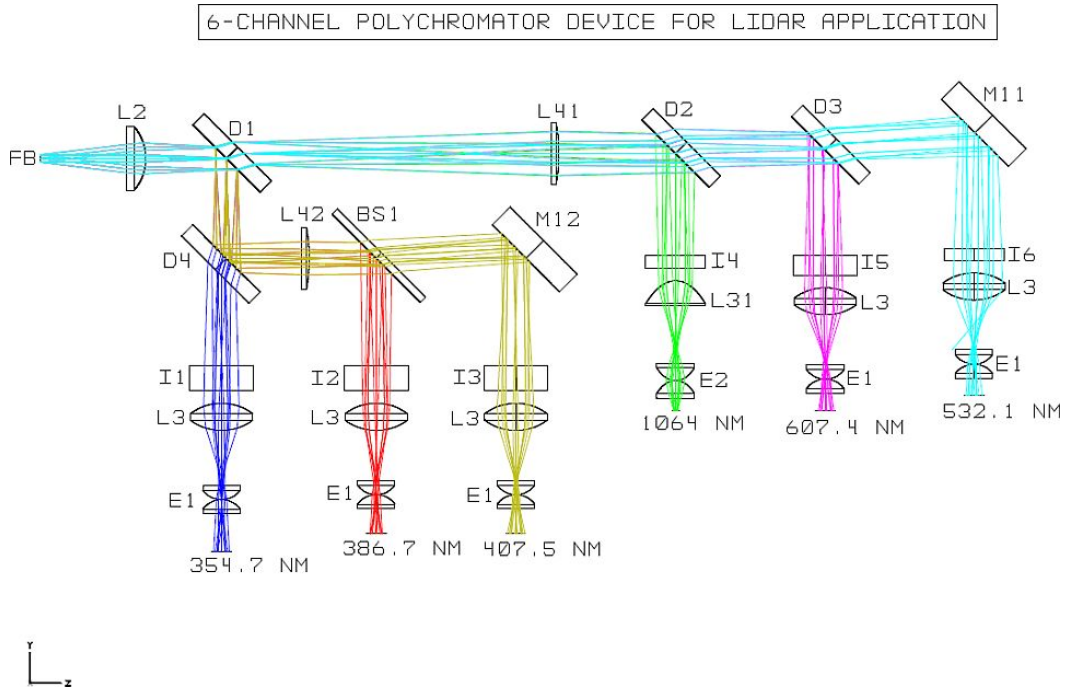 6-CHANNEL POLYCHROMATOR DEVICE FOR LIDAR APPLICATION
L2
D1
L41
D2
D3
M11
FB
L42
BS1
M12
D4
I4
I5
I6
L31
L3
L3
I1
I2
I3
E2
E1
E1
L3
L3
L3
1064 NM
607.4 NM
532.1 NM
E1
E1
E1
354.7 NM
386.7 NM
407.5 NM
Y
Z